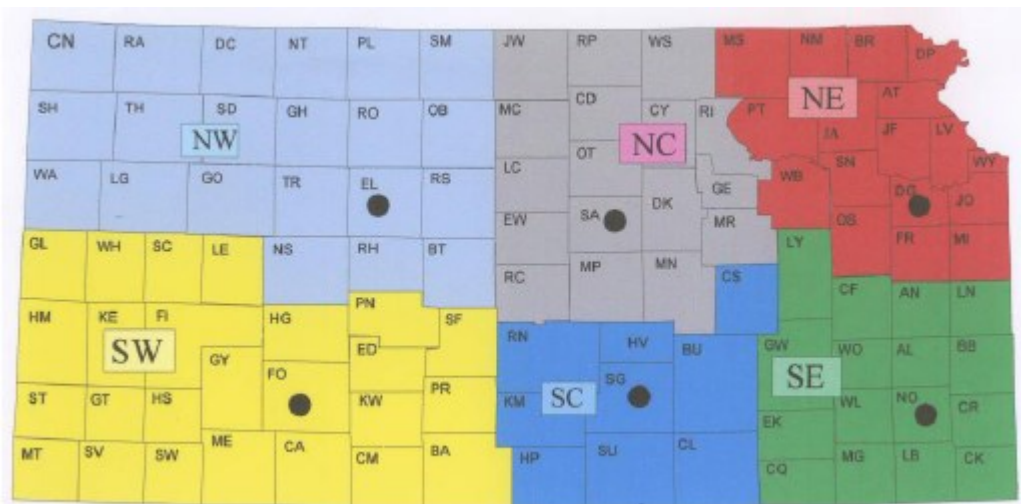 CN RA DC NT PL SM JW RP WS MS NM BR DP
SH TH SD GH RO OB MC CD CY RI PT JA AT JF LV WY
NW NC NE
WA LG GO TR EL RS LC OT SA DK GE WB SN DG JO
EW MR OS FR MI
GL WH SC LE NS RH BT RC MP MN CS LY
HM KE FI HG PN SF RN HV BU CF AN LN
SW SC SE
GY FO ED SG GW WO AL BB
ST GT HS KW PR KM EK WL NO CR
MT SV SW ME CA CM BA HP SU CL CQ MG LB CK